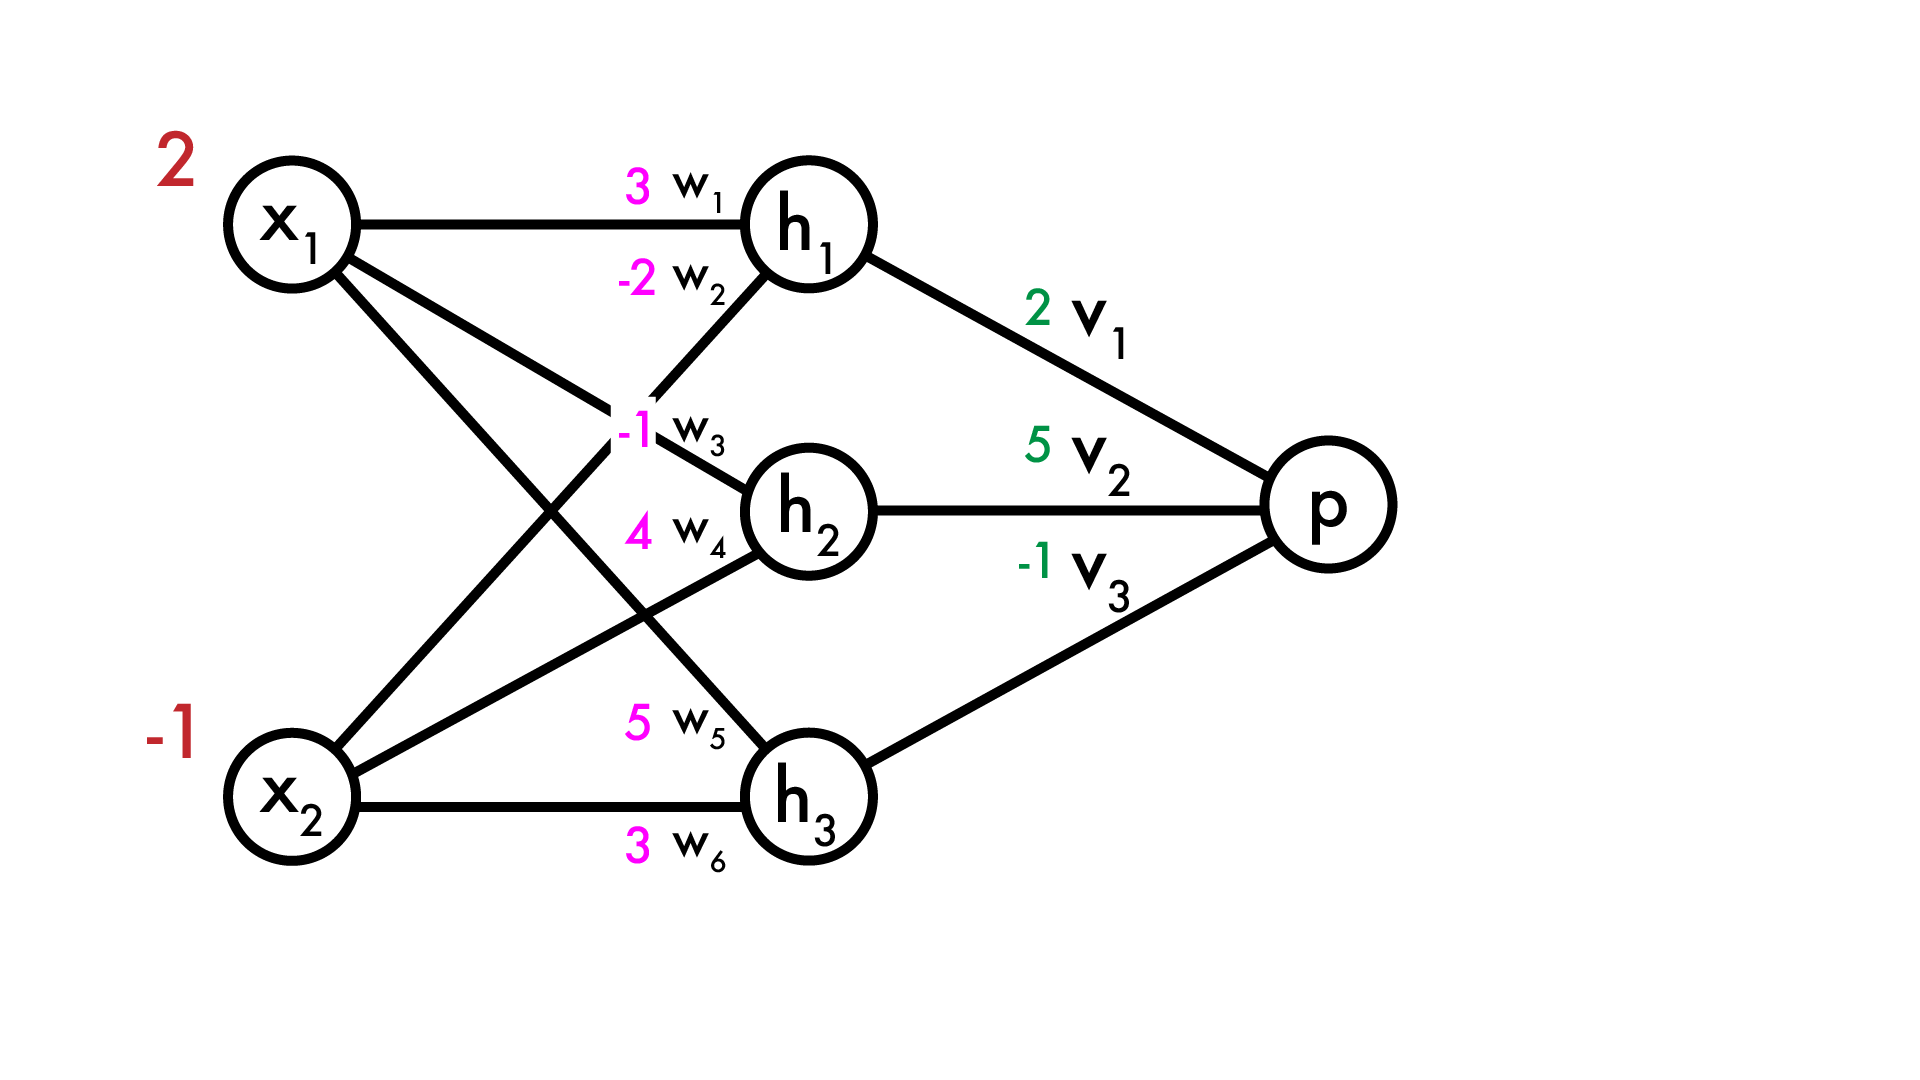 2
x₁
3 w₁
h₁
-2 w₂
2 v₁
-1 w₃
5 v₂
4 w₄
h₂
p
-1 v₃
-1
5 w₅
x₂
h₃
3 w₆